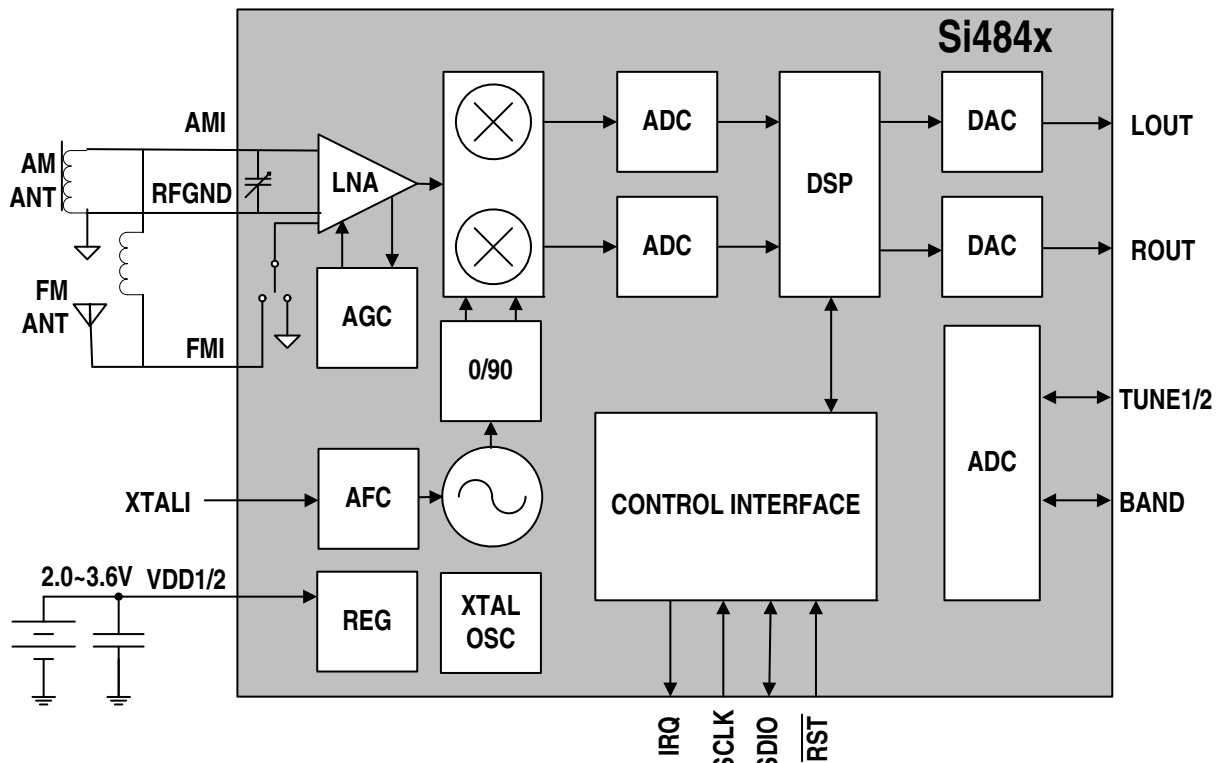 Si484x
AMI
AM
ANT
RFGND
LNA
ADC
DSP
DAC
LOUT
ADC
DAC
ROUT
FM
ANT
FMI
AGC
0/90
XTALI
AFC
CONTROL INTERFACE
ADC
TUNE1/2
BAND
2.0~3.6V
VDD1/2
REG
XTAL
OSC
IRQ
SCLK
SDIO
RST